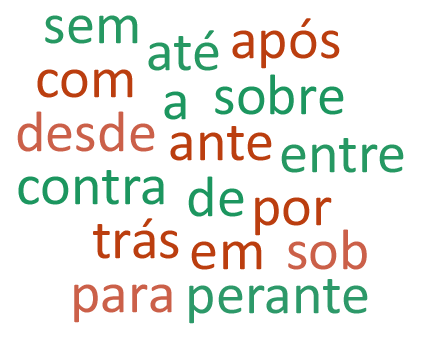 sem até após
com a sobre
desde ante entre
contra de por
trás em sob
para perante